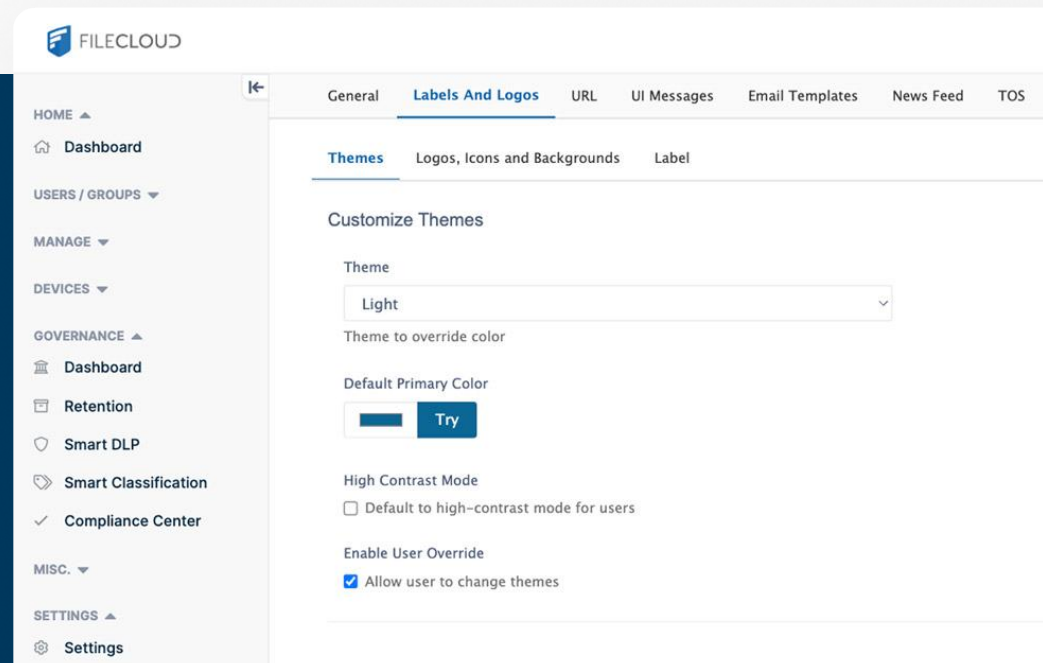 FILECLOUD
HOME
Dashboard
USERS / GROUPS
MANAGE
DEVICES
GOVERNANCE
Dashboard
Retention
Smart DLP
Smart Classification
Compliance Center
MISC.
SETTINGS
Settings
General Labels And Logos URL UI Messages Email Templates News Feed TOS
Themes Logos, Icons and Backgrounds Label
Customize Themes
Theme
Light
Theme to override color
Default Primary Color
Try
High Contrast Mode
Default to high-contrast mode for users
Enable User Override
Allow user to change themes